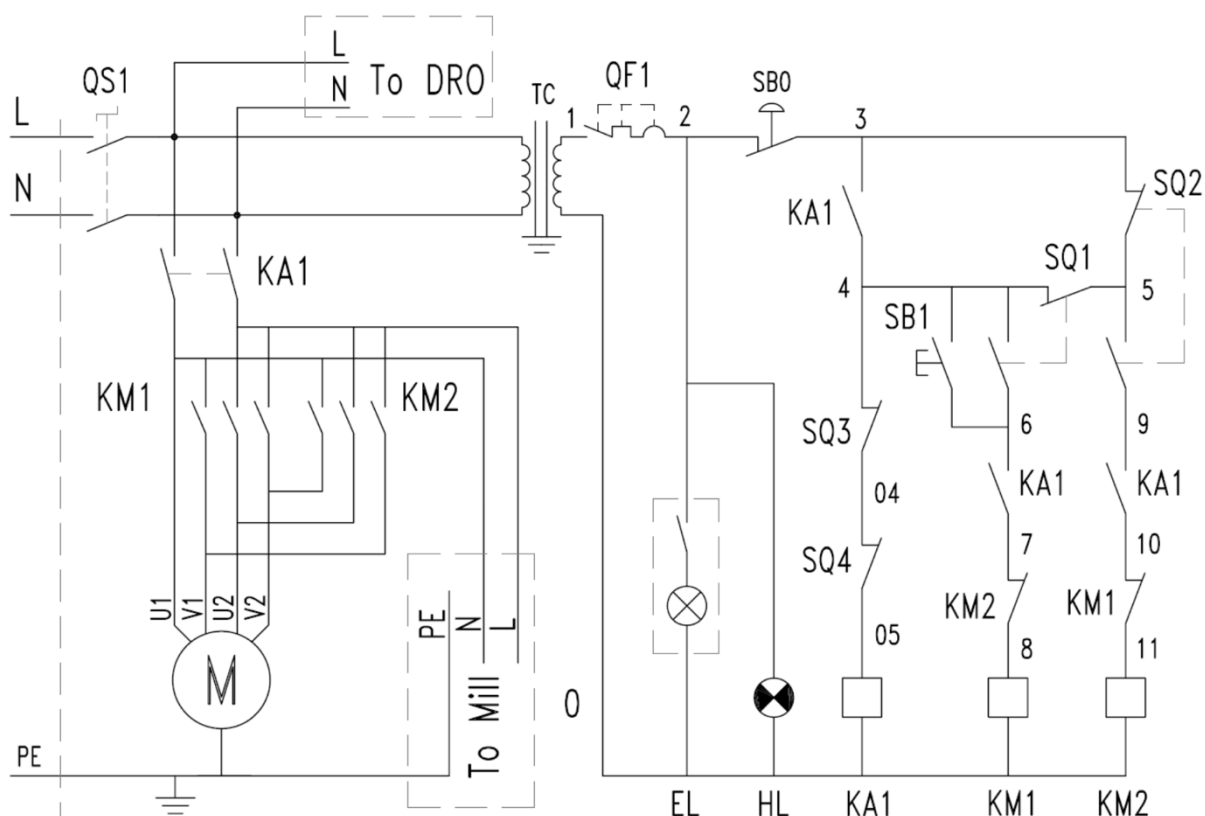 L
N
To DRO
QS1
L
N
TC
1
QF1
2
SB0
3
SQ2
KA1
KA1
SQ1
4
5
SB1
KM1
KM2
6
9
SQ3
04
KA1
KA1
7
10
SQ4
KM2
KM1
05
8
11
U1
V1
U2
V2
M
PE
N
L
To Mill
0
PE
EL
HL
KA1
KM1
KM2